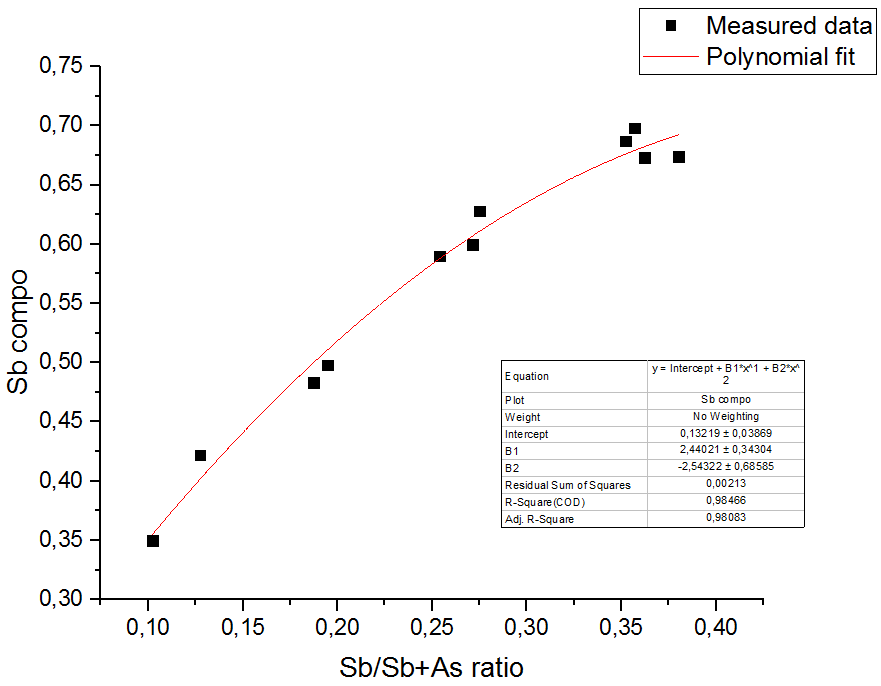 Measured data
Polynomial fit
0,75
0,70
0,65
0,60
0,55
0,50
0,45
0,40
0,35
0,30
Sb compo
0,10 0,15 0,20 0,25 0,30 0,35 0,40
Sb/Sb+As ratio
Equation y = Intercept + B1*x^1 + B2*x^
2
Plot Sb compo
Weight No Weighting
Intercept 0,13219 ± 0,03869
B1 2,44021 ± 0,34304
B2 -2,54322 ± 0,68585
Residual Sum of Squares 0,00213
R-Square(COD) 0,98466
Adj. R-Square 0,98083